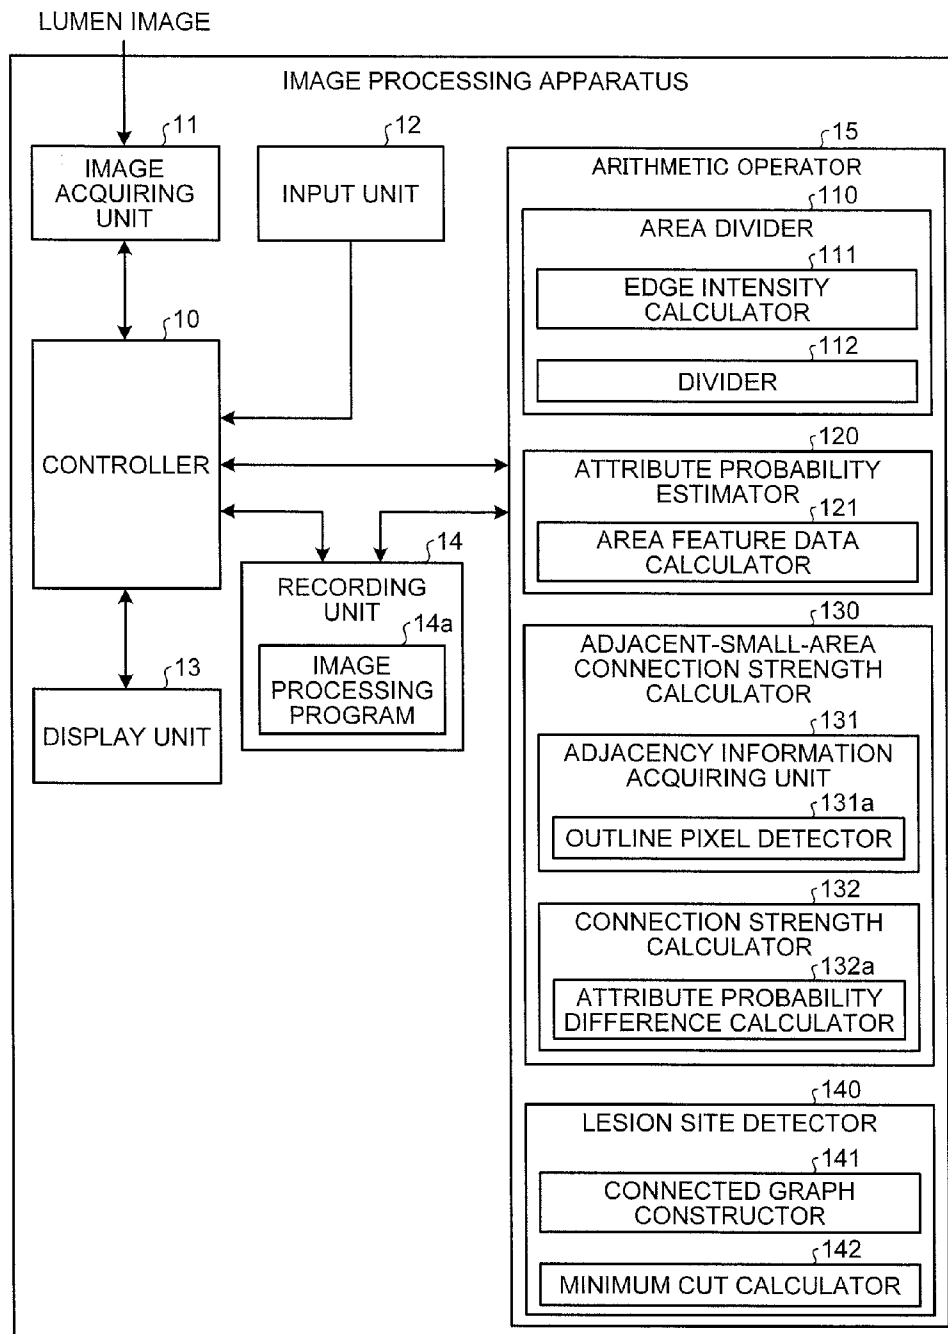 LUMEN IMAGE
IMAGE PROCESSING APPARATUS
11
IMAGE
ACQUIRING
UNIT
12
INPUT UNIT
10
CONTROLLER
13
DISPLAY UNIT
14
RECORDING
UNIT
14a
IMAGE
PROCESSING
PROGRAM
15
ARITHMETIC OPERATOR
110
AREA DIVIDER
111
EDGE INTENSITY
CALCULATOR
112
DIVIDER
120
ATTRIBUTE PROBABILITY
ESTIMATOR
121
AREA FEATURE DATA
CALCULATOR
130
ADJACENT-SMALL-AREA
CONNECTION STRENGTH
CALCULATOR
131
ADJACENCY INFORMATION
ACQUIRING UNIT
131a
OUTLINE PIXEL DETECTOR
132
CONNECTION STRENGTH
CALCULATOR
132a
ATTRIBUTE PROBABILITY
DIFFERENCE CALCULATOR
140
LESION SITE DETECTOR
141
CONNECTED GRAPH
CONSTRUCTOR
142
MINIMUM CUT CALCULATOR